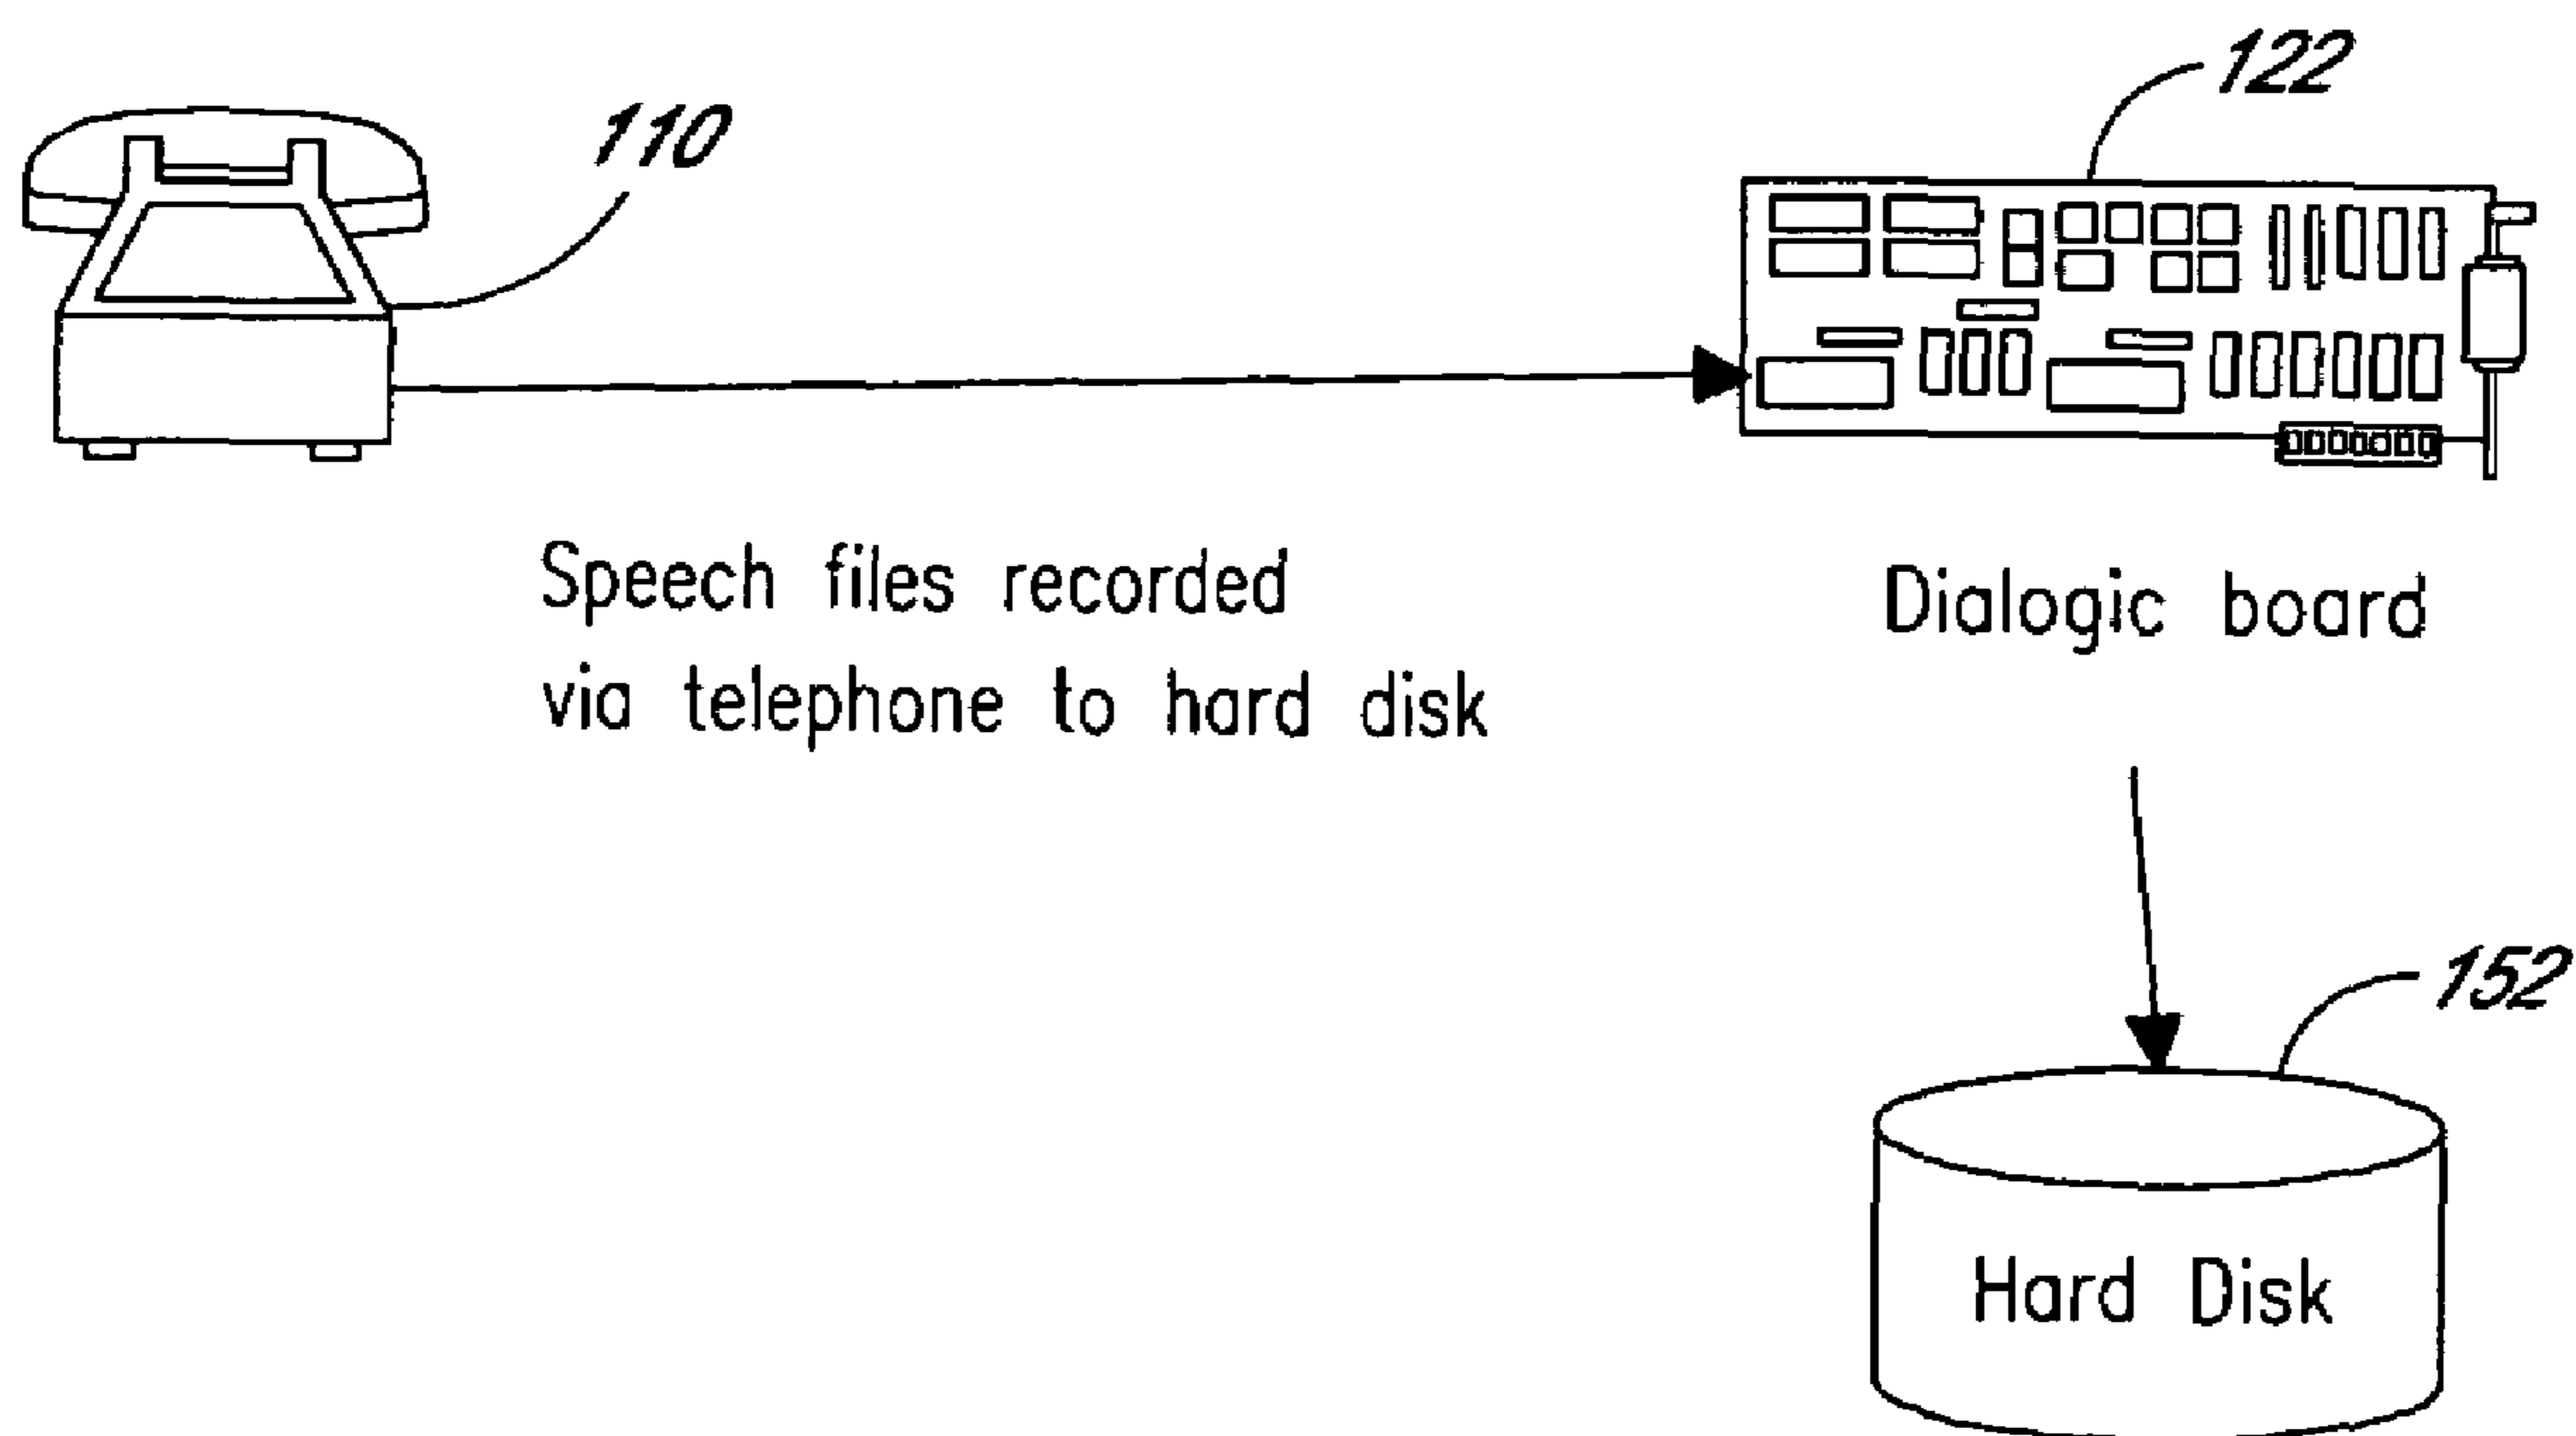 122
110
Speech files recorded
via telephone to hard disk
Dialogic board
152
Hard Disk